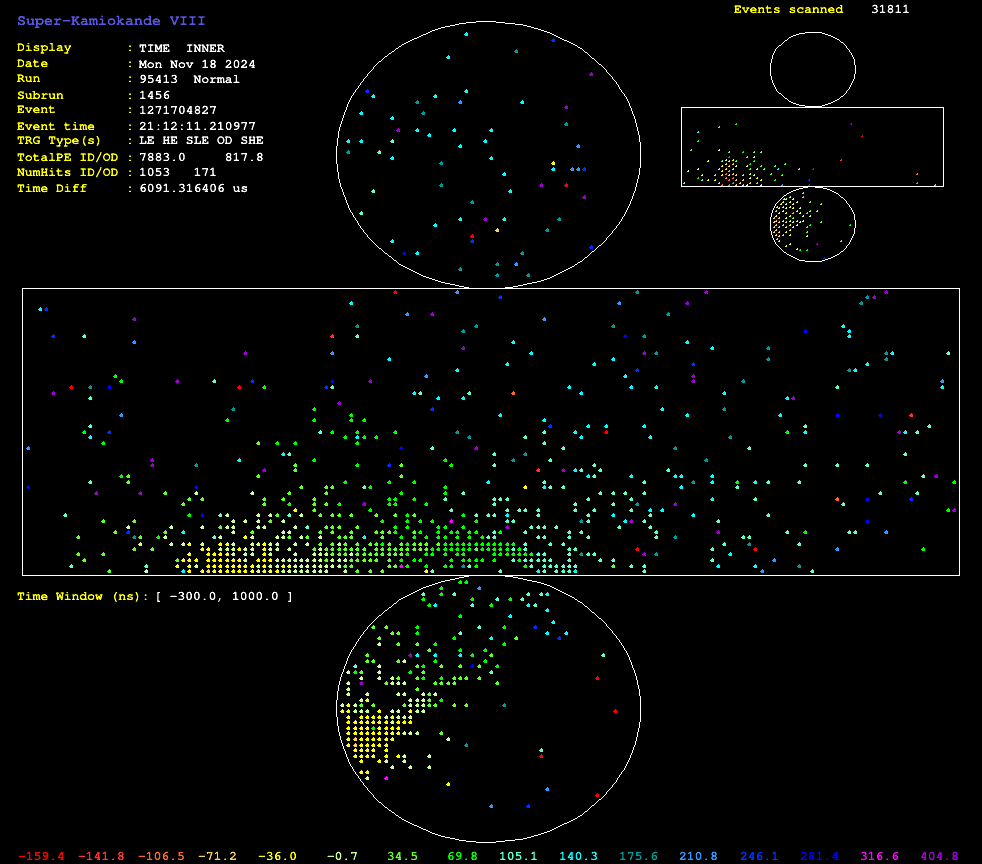 Super-Kamiokande VIII
Events scanned 31811
Display : TIME INNER
Date : Mon Nov 18 2024
Run : 95413 Normal
Subrun : 1456
Event : 1271704827
Event time : 21:12:11.210977
TRG Type(s) : LE HE SLE OD SHE
TotalPE ID/OD : 7883.0 817.8
NumHits ID/OD : 1053 171
Time Diff : 6091.316406 us
Time Window (ns): [ -300.0, 1000.0 ]
-159.4 -141.8 -106.5 -71.2 -36.0 -0.7 34.5 69.8 105.1 140.3 175.6 210.8 246.1 281.4 316.6 404.8